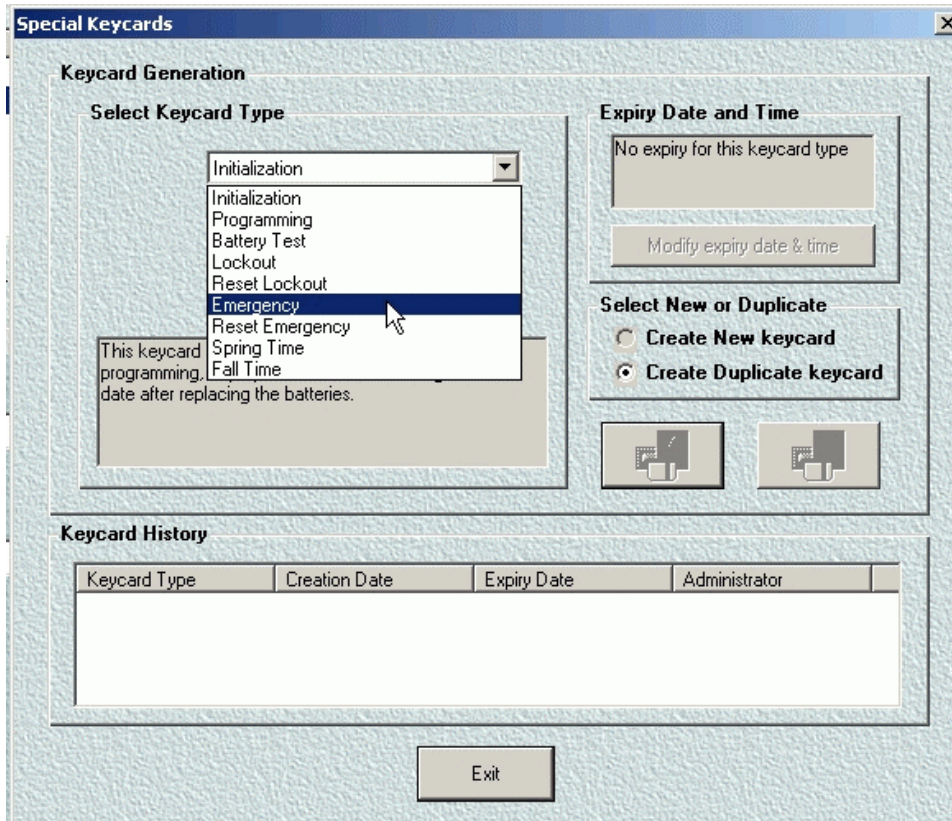 Special Keycards
Keycard Generation
Select Keycard Type
Initialization
Initialization
Programming
Battery Test
Lockout
Reset Lockout
Emergency
Reset Emergency
Spring Time
Fall Time
This keycard
programming,
date after replacing the batteries.
Expiry Date and Time
No expiry for this keycard type
Modify expiry date & time
Select New or Duplicate
Create New keycard
Create Duplicate keycard
Keycard History
Keycard Type Creation Date Expiry Date Administrator
Exit